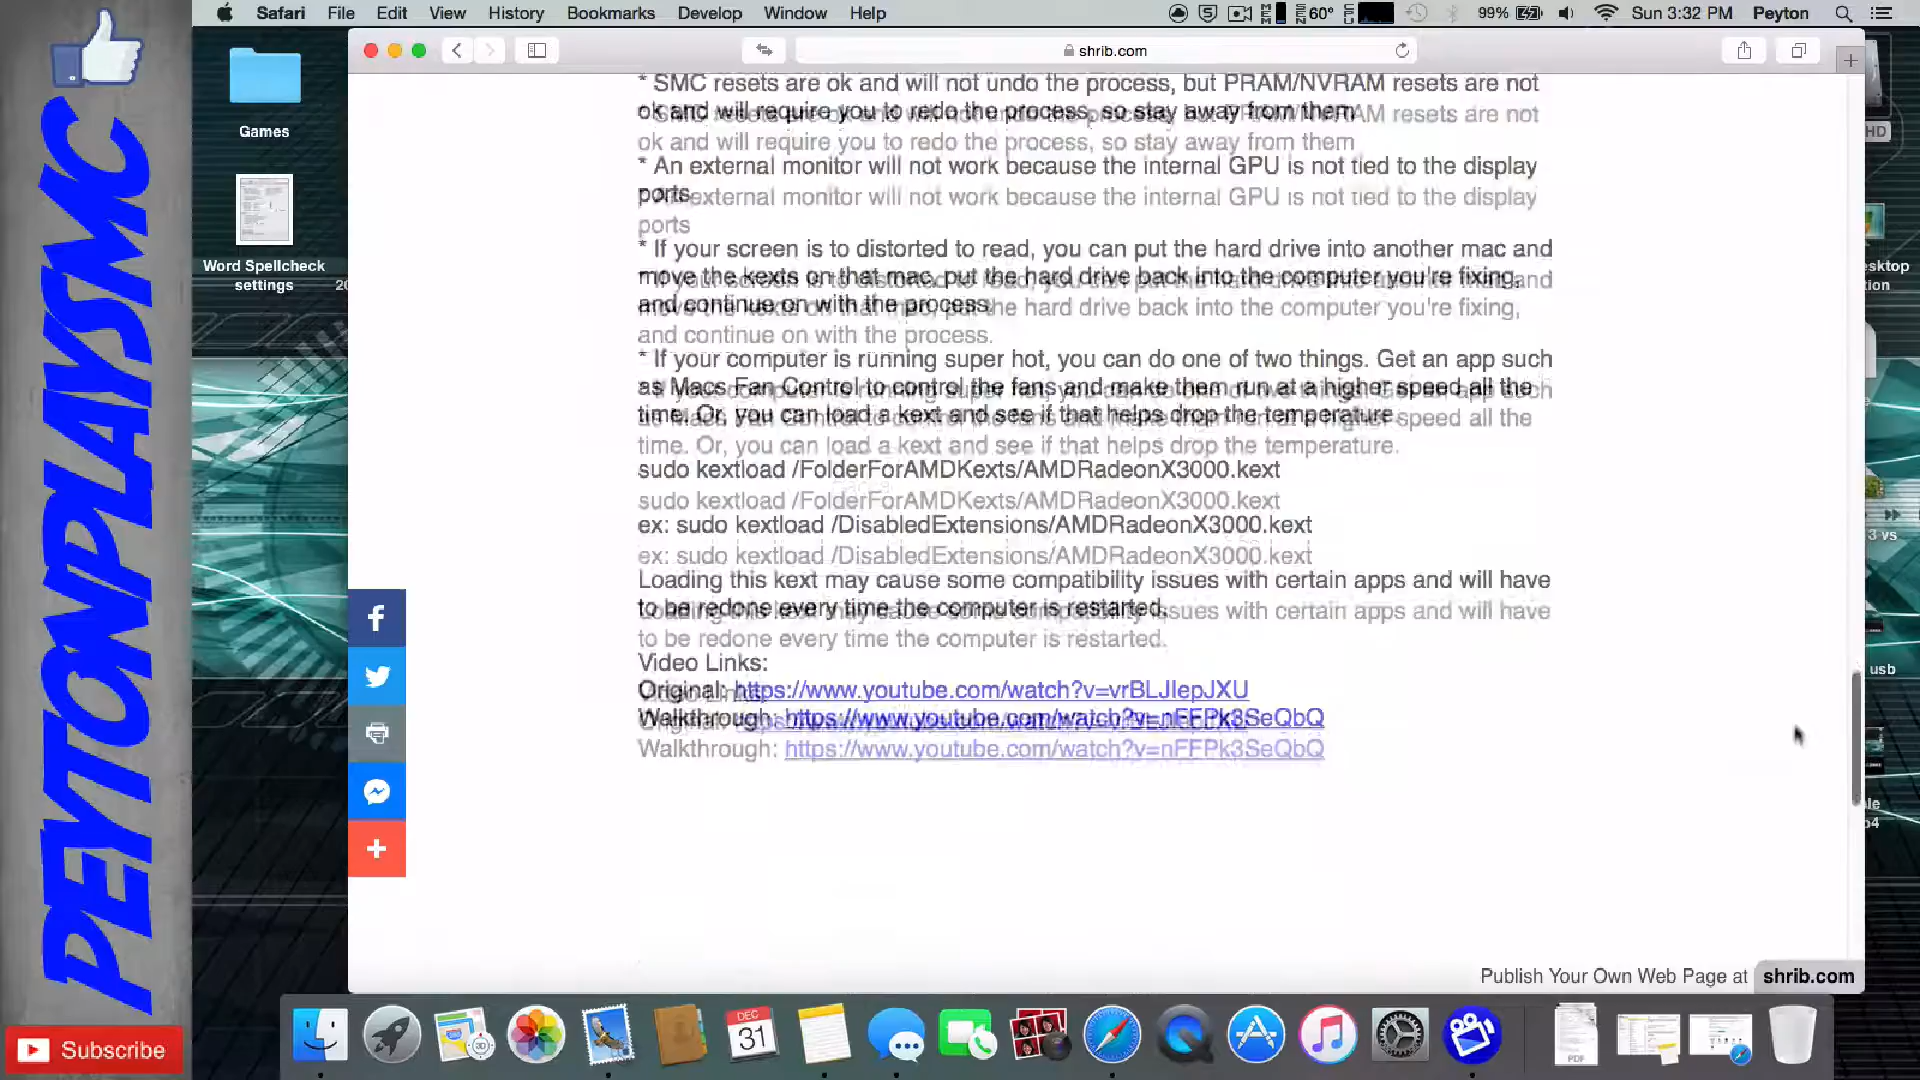 Safari File Edit View History Bookmarks Develop Window Help 60° 99% Sun 3:32 PM Peyton
shrib.com
PEYTONPLAYSMC
Subscribe
Games
Word Spellcheck
settings
HD
* SMC resets are ok and will not undo the process, but PRAM/NVRAM resets are not
ok and will require you to redo the process, so stay away from them
* An external monitor will not work because the internal GPU is not tied to the display
ports
* If your screen is to distorted to read, you can put the hard drive into another mac and
move the kexts on that mac, put the hard drive back into the computer you're fixing,
and continue on with the process.
* If your computer is running super hot, you can do one of two things. Get an app such
as Macs Fan Control to control the fans and make them run at a higher speed all the
time. Or, you can load a kext and see if that helps drop the temperature.
sudo kextload /FolderForAMDKexts/AMDRadeonX3000.kext
ex: sudo kextload /DisabledExtensions/AMDRadeonX3000.kext
Loading this kext may cause some compatibility issues with certain apps and will have
to be redone every time the computer is restarted.
Video Links:
Original: https://www.youtube.com/watch?v=vrBLJIepJXU
Walkthrough: https://www.youtube.com/watch?v=nFFPk3SeQbQ
Publish Your Own Web Page at shrib.com
sktop
tion
3 vs
usb
DEC
31
PDF